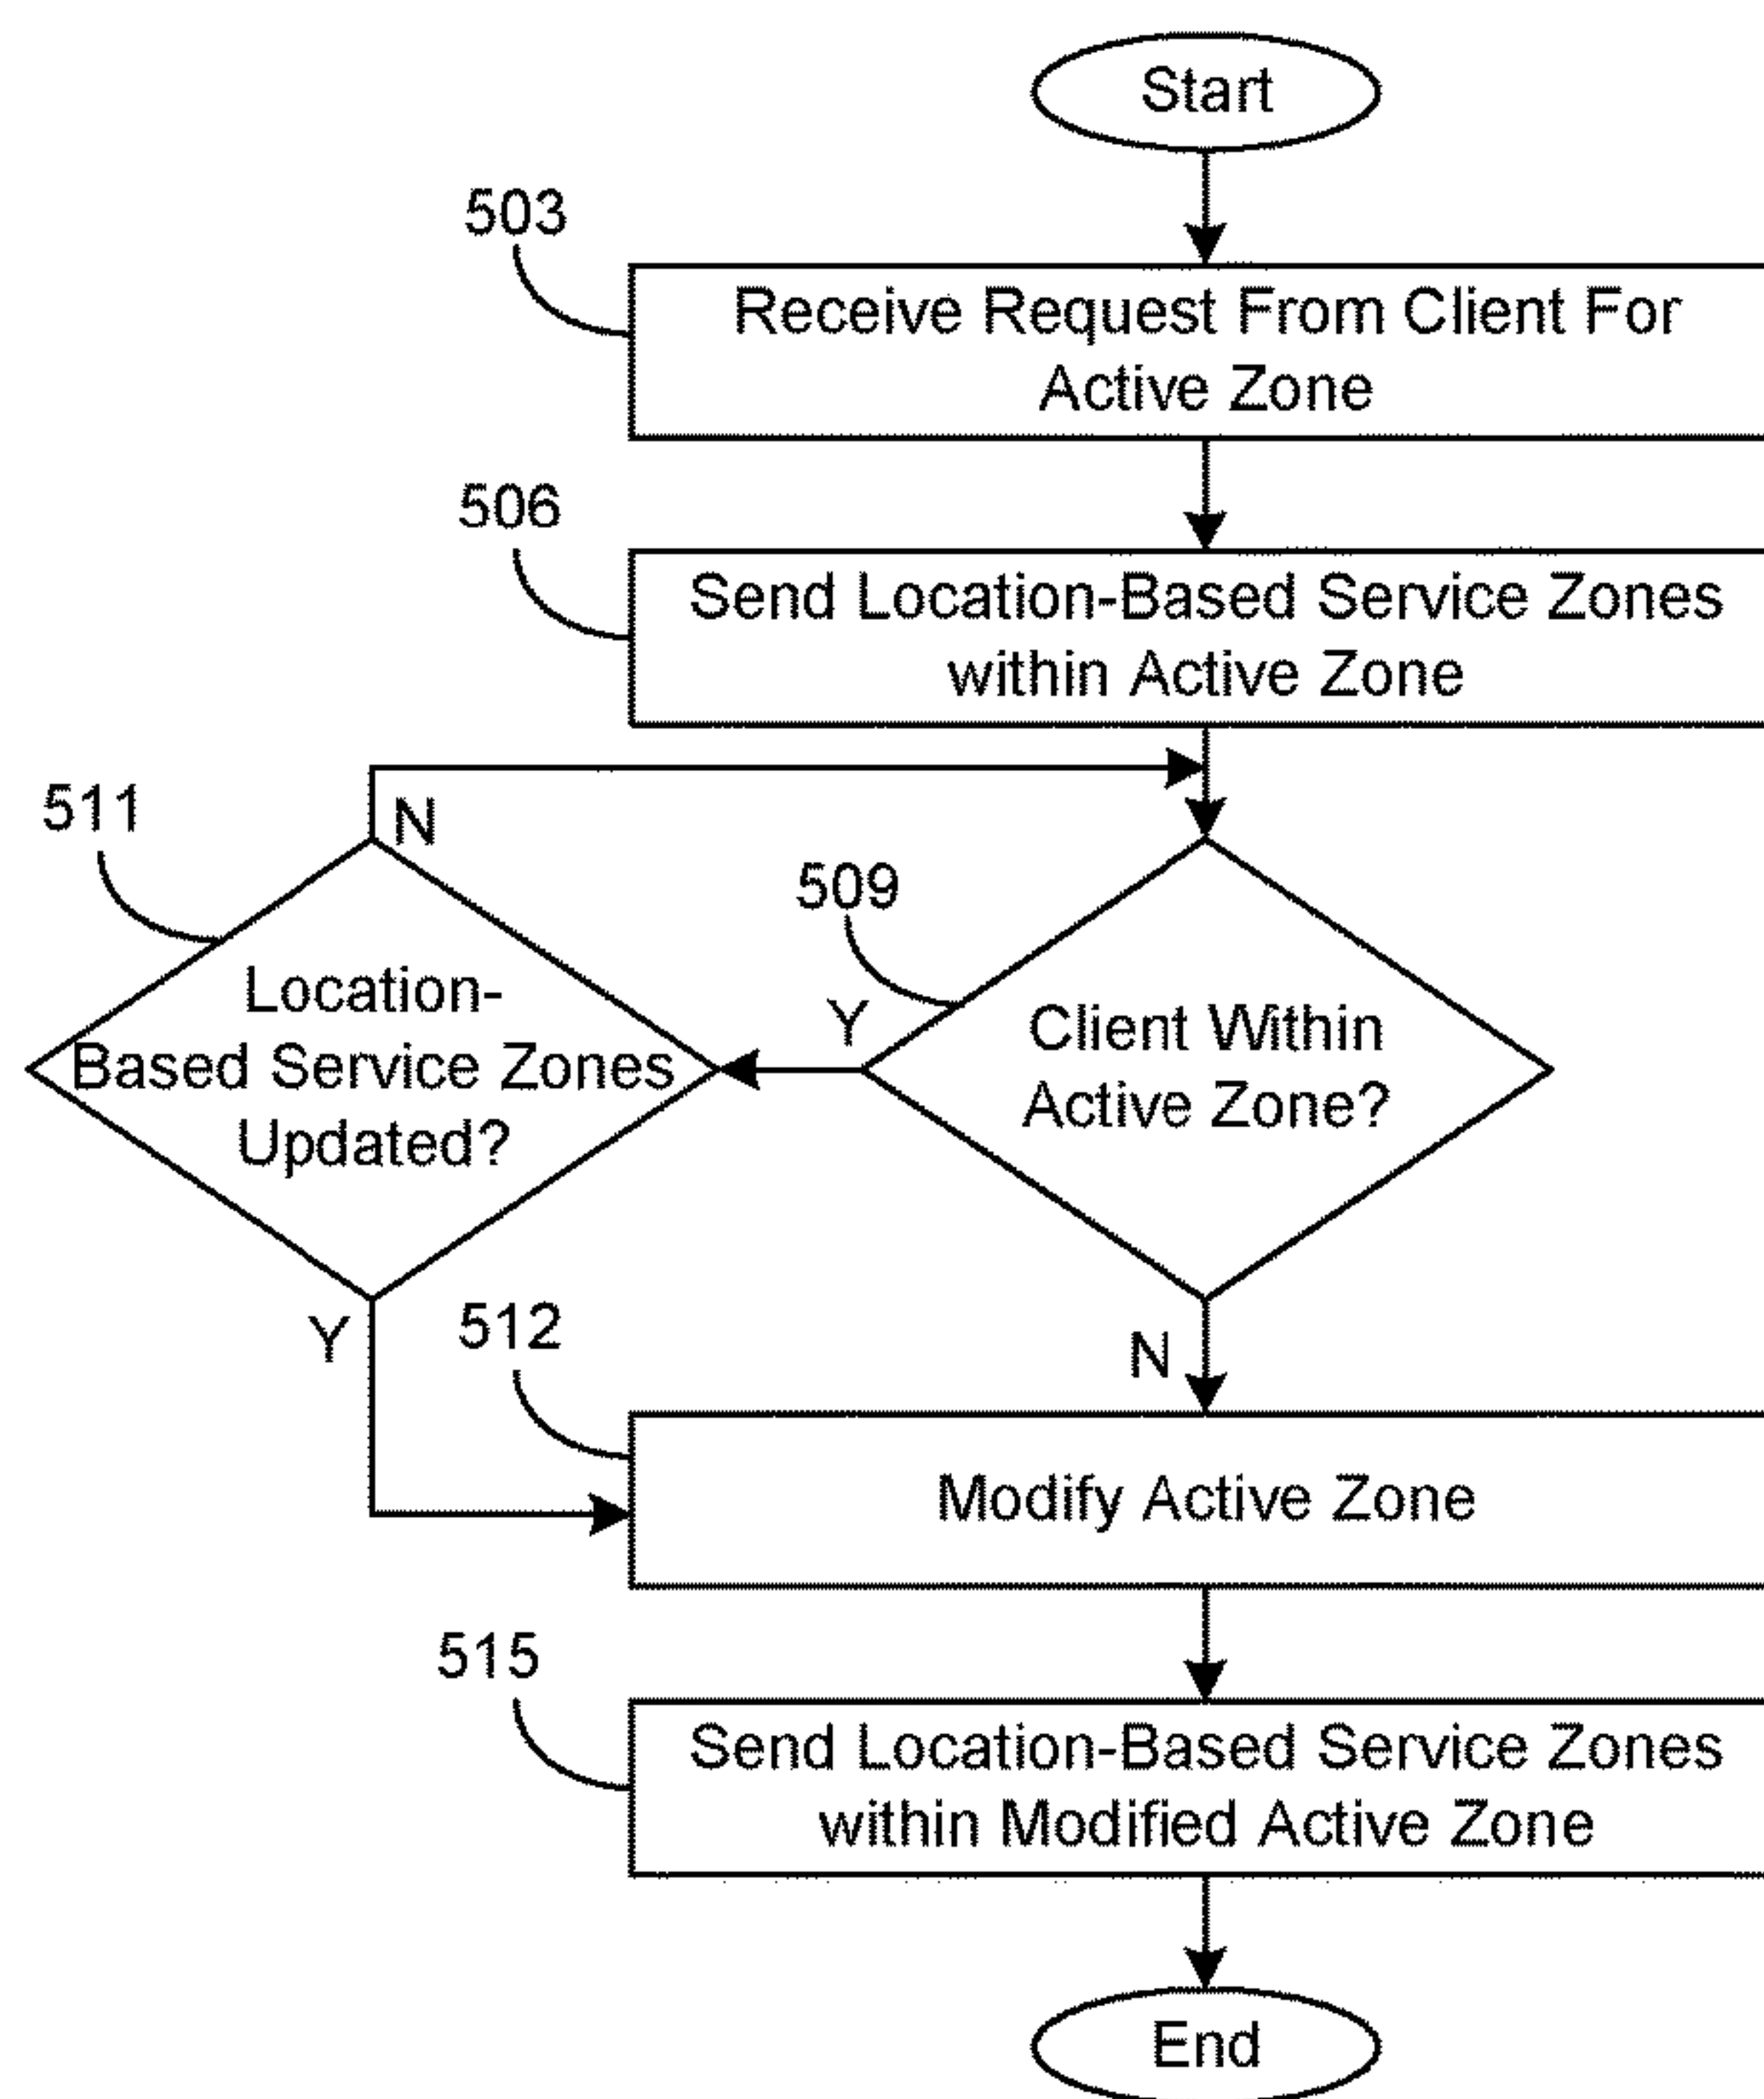 Start
503
Receive Request From Client For
Active Zone
506
Send Location-Based Service Zones
within Active Zone
511
N
509
Location-
Based Service Zones
Updated?
Y
Client Within
Active Zone?
Y
512
N
Modify Active Zone
515
Send Location-Based Service Zones
within Modified Active Zone
End